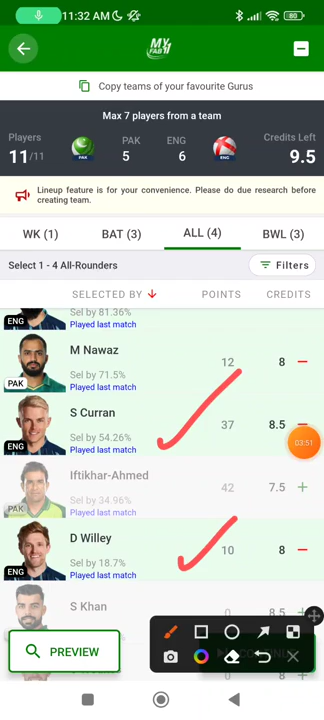 11:32 AM
80
MY
FAB11
Copy teams of your favourite Gurus
Max 7 players from a team
Players
11/11
PAK
PAK
5
ENG
6
ENG
Credits Left
9.5
Lineup feature is for your convenience. Please do due research before creating team.
WK (1)
BAT (3)
ALL (4)
BWL (3)
Select 1 - 4 All-Rounders
Filters
SELECTED BY
POINTS
CREDITS
ENG
Sel by 81.36%
Played last match
M Nawaz
Sel by 71.5%
Played last match
PAK
12
8
S Curran
Sel by 54.26%
Played last match
ENG
37
8.5
03:51
Iftikhar-Ahmed
Sel by 34.96%
Played last match
PAK
42
7.5
D Willey
Sel by 18.7%
Played last match
ENG
10
8
S Khan
0
8.5
PREVIEW